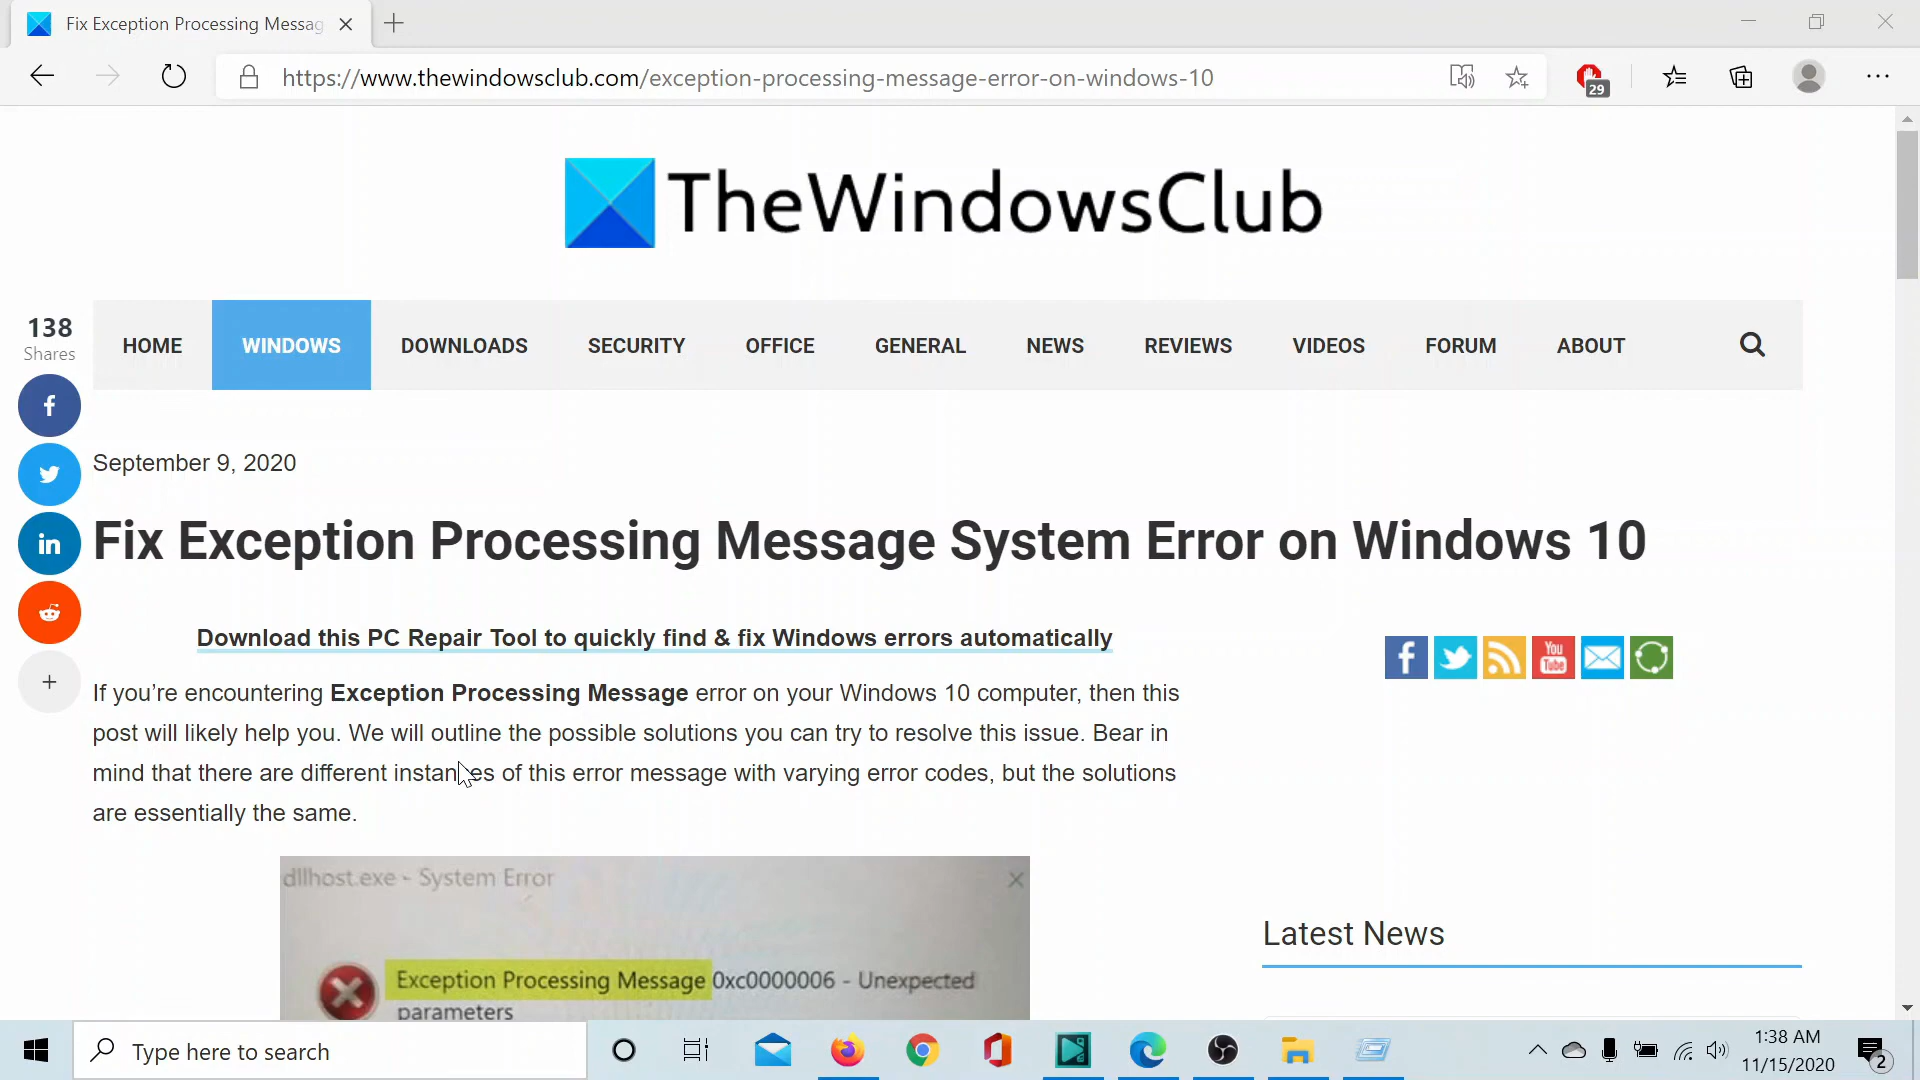 Fix Exception Processing Messag
https://www.thewindowsclub.com/exception-processing-message-error-on-windows-10
29
TheWindowsClub
138
Shares
HOME WINDOWS DOWNLOADS SECURITY OFFICE GENERAL NEWS REVIEWS VIDEOS FORUM ABOUT
September 9, 2020
Fix Exception Processing Message System Error on Windows 10
Download this PC Repair Tool to quickly find & fix Windows errors automatically
If you’re encountering Exception Processing Message error on your Windows 10 computer, then this
post will likely help you. We will outline the possible solutions you can try to resolve this issue. Bear in
mind that there are different instances of this error message with varying error codes, but the solutions
are essentially the same.
You
Tube
dllhost.exe - System Error
Exception Processing Message 0xc0000006 - Unexpected
parameters
Latest News
Type here to search
1:38 AM
11/15/2020
2